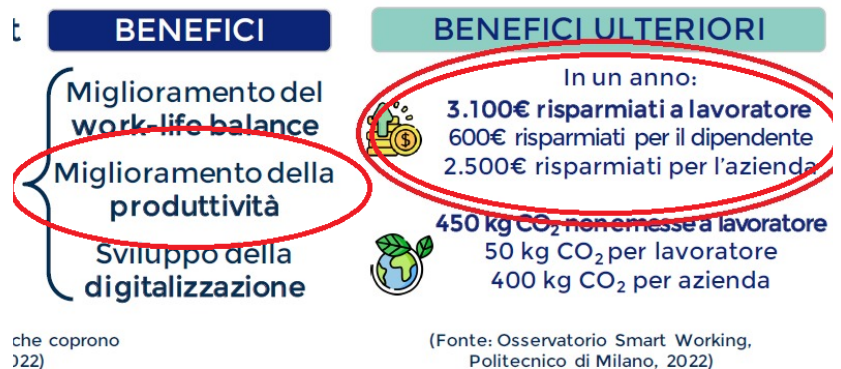 t
BENEFICI
Miglioramento del
work-life balance
Miglioramento della
produttività
Sviluppo della
digitalizzazione
che coprono
022)
BENEFICI ULTERIORI
In un anno:
3.100€ risparmiati a lavoratore
600€ risparmiati per il dipendente
2.500€ risparmiati per l'azienda
450 kg CO₂ non emesse a lavoratore
50 kg CO₂ per lavoratore
400 kg CO₂ per azienda
(Fonte: Osservatorio Smart Working,
Politecnico di Milano, 2022)